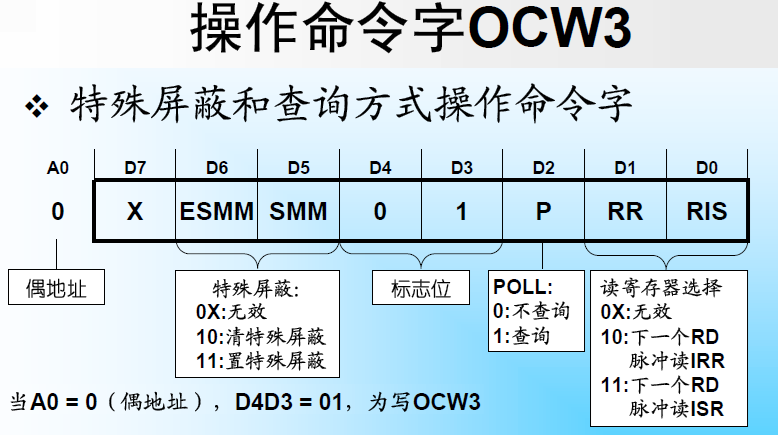 操作命令字OCW3
❖ 特殊屏蔽和查询方式操作命令字
A0 D7 D6 D5 D4 D3 D2 D1 D0
0 X ESMM SMM 0 1 P RR RIS
偶地址
特殊屏蔽:
0X:无效
10:清特殊屏蔽
11:置特殊屏蔽
标志位
POLL:
0:不查询
1:查询
读寄存器选择
0X:无效
10:下一个RD
脉冲读IRR
11:下一个RD
脉冲读ISR
当A0 = 0（偶地址），D4D3 = 01，为写OCW3